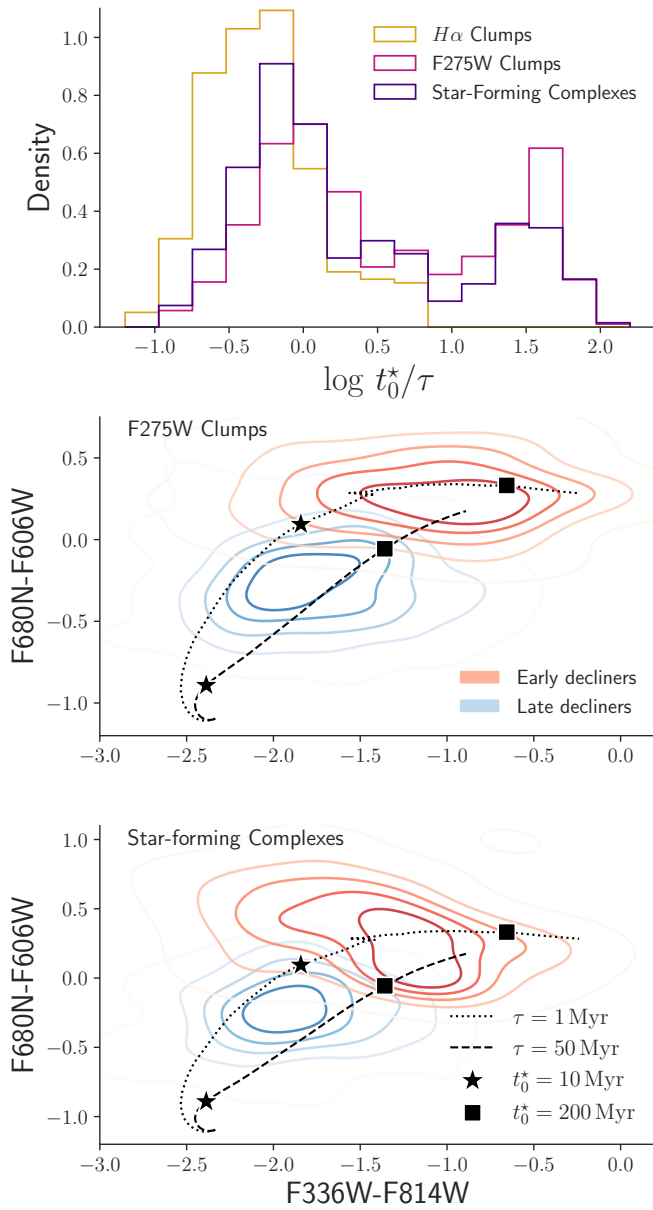 1.0
0.8
0.6
0.4
0.2
0.0
Density
Hα Clumps
F275W Clumps
Star-Forming Complexes
−1.0 −0.5 0.0 0.5 1.0 1.5 2.0
log t₀*/τ
F275W Clumps
0.5
0.0
−0.5
−1.0
F680N-F606W
Early decliners
Late decliners
−3.0 −2.5 −2.0 −1.5 −1.0 −0.5 0.0
Star-forming Complexes
1.0
0.5
0.0
−0.5
−1.0
F680N-F606W
τ = 1 Myr
τ = 50 Myr
t₀* = 10 Myr
t₀* = 200 Myr
−3.0 −2.5 −2.0 −1.5 −1.0 −0.5 0.0
F336W-F814W